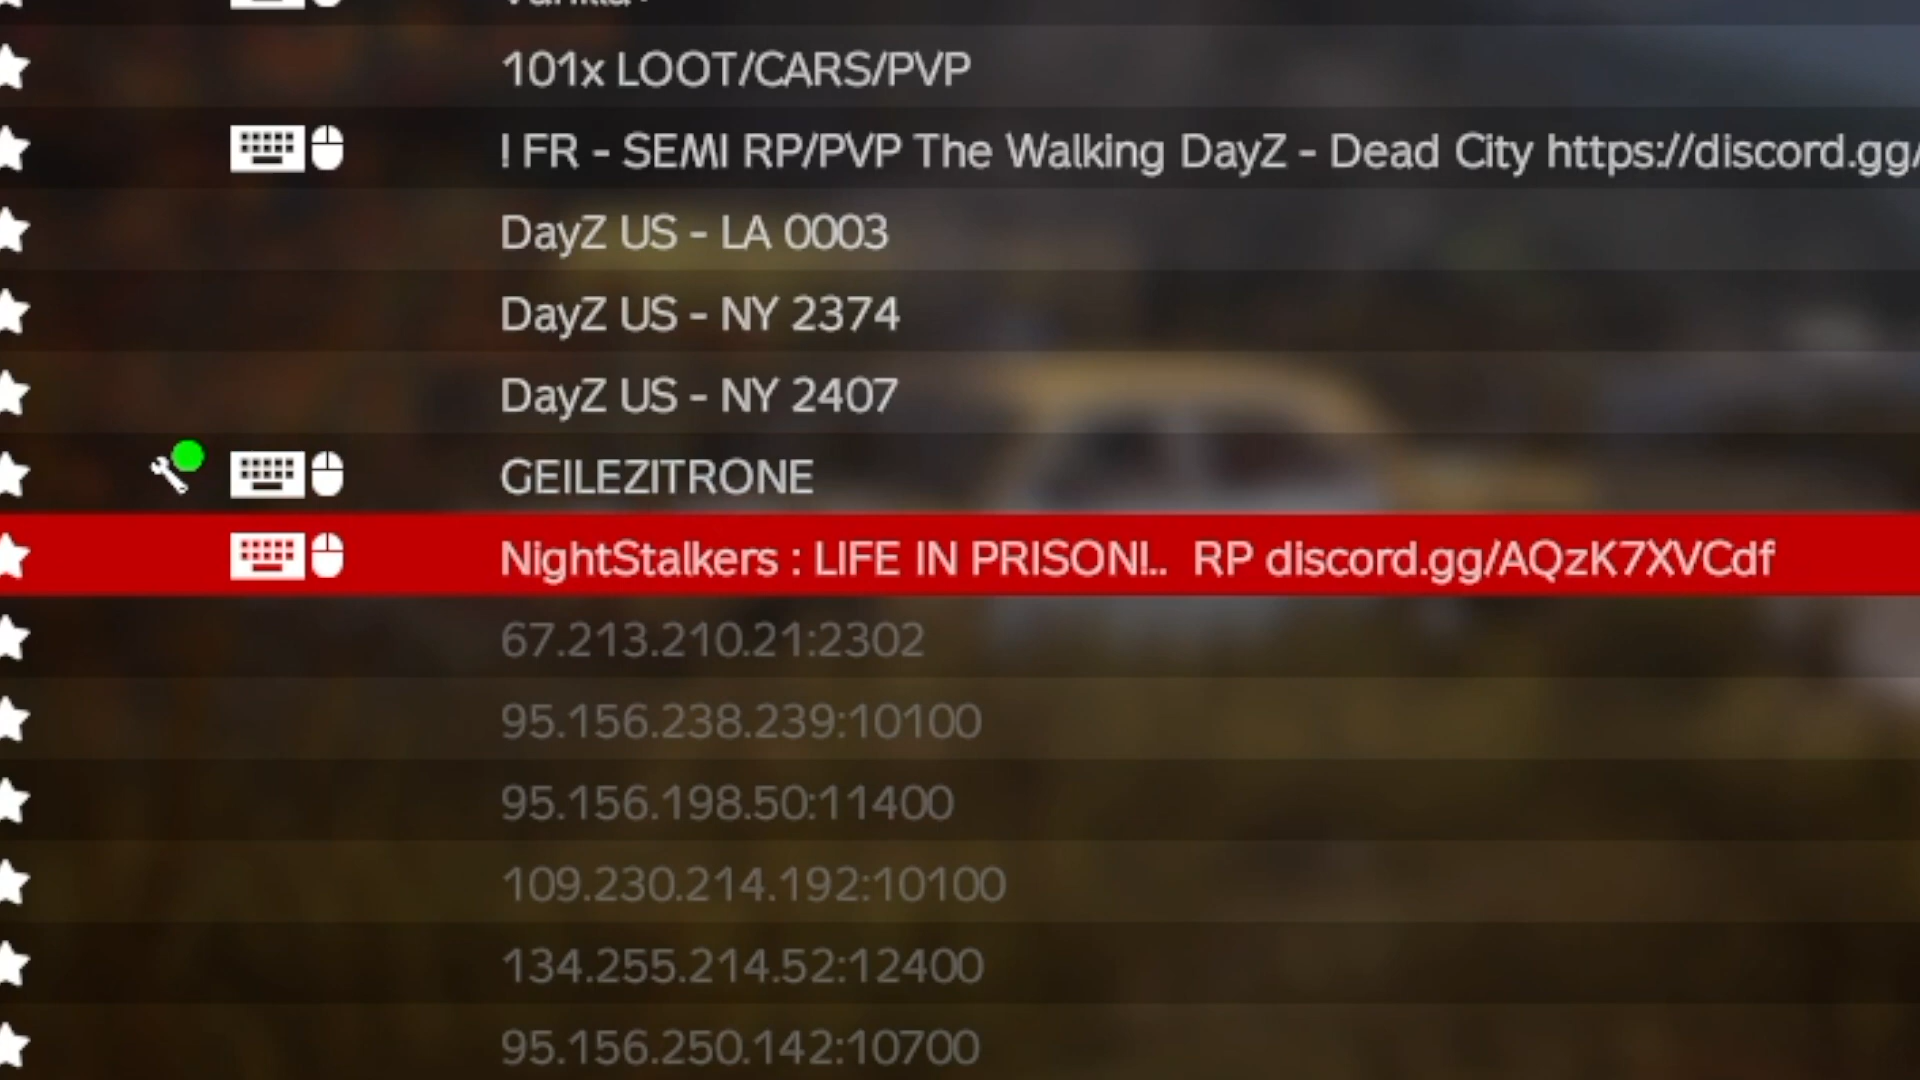 101x LOOT/CARS/PVP
! FR - SEMI RP/PVP The Walking DayZ - Dead City https://discord.gg/
DayZ US - LA 0003
DayZ US - NY 2374
DayZ US - NY 2407
GEILEZITRONE
NightStalkers : LIFE IN PRISON!.. RP discord.gg/AQzK7XVCdf
67.213.210.21:2302
95.156.238.239:10100
95.156.198.50:11400
109.230.214.192:10100
134.255.214.52:12400
95.156.250.142:10700